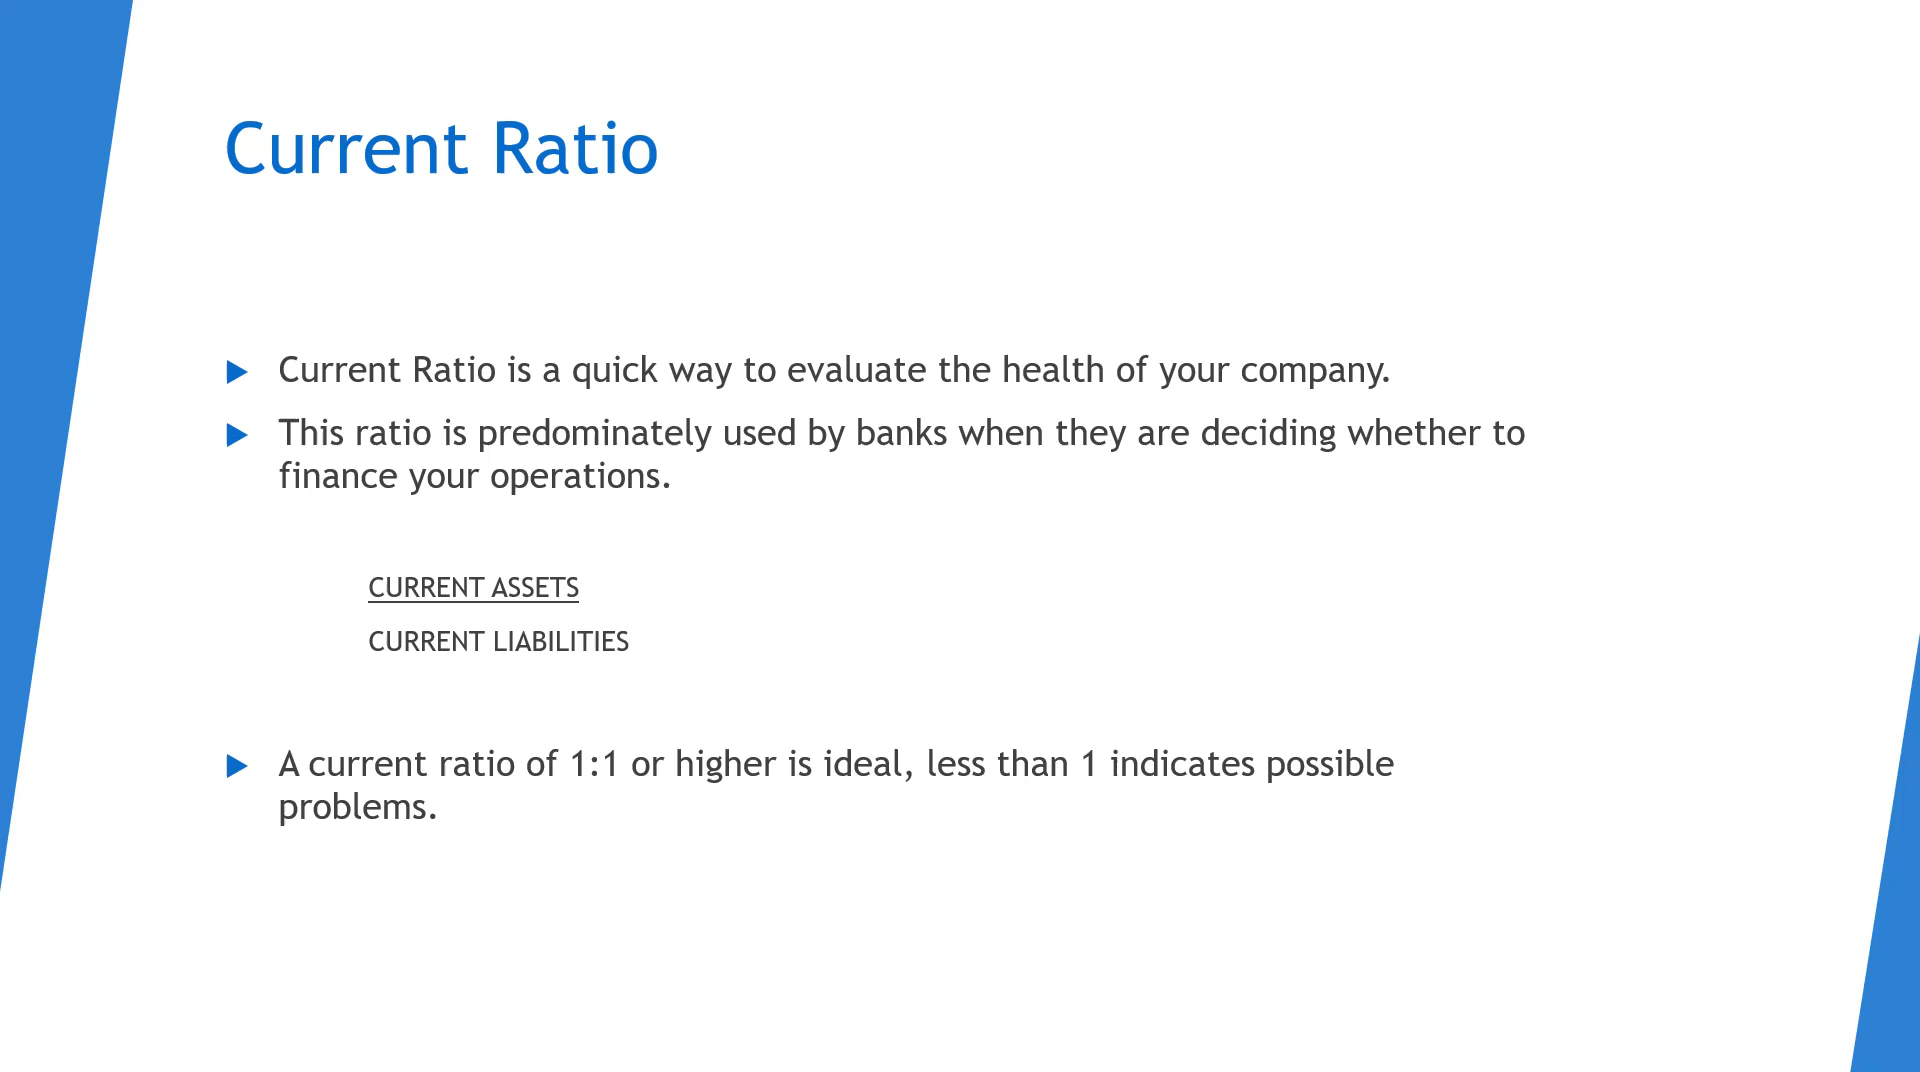 Current Ratio
Current Ratio is a quick way to evaluate the health of your company.
This ratio is predominately used by banks when they are deciding whether to
finance your operations.
CURRENT ASSETS
CURRENT LIABILITIES
A current ratio of 1:1 or higher is ideal, less than 1 indicates possible
problems.